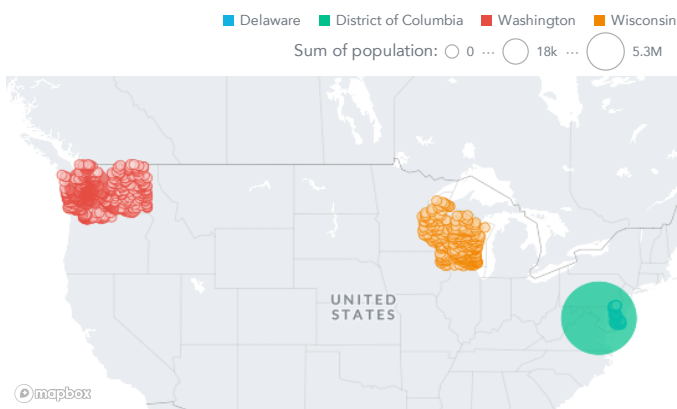 Delaware District of Columbia Washington Wisconsin
Sum of population: 0 ... 18k ... 5.3M
UNITED
STATES
mapbox